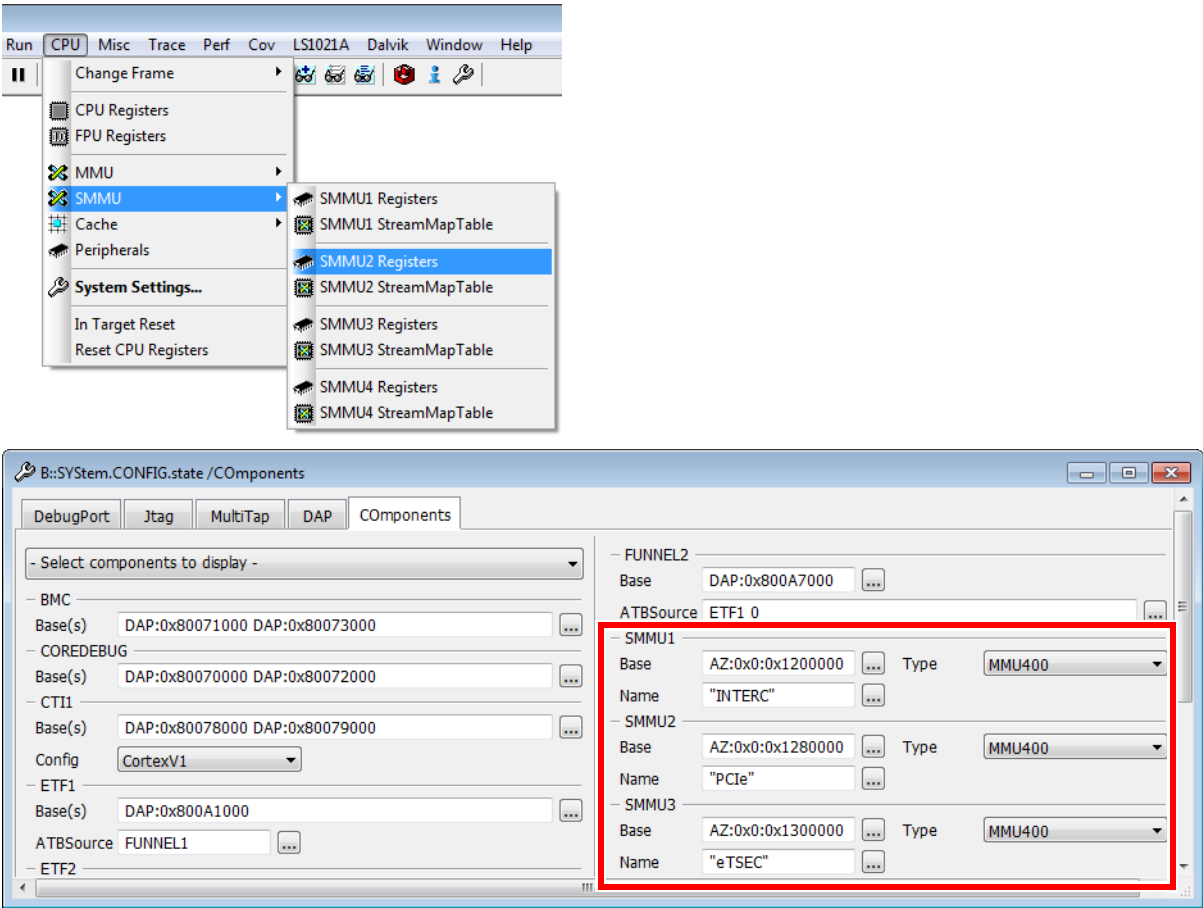 Run CPU Misc Trace Perf Cov LS1021A Dalvik Window Help
Change Frame
CPU Registers
FPU Registers
MMU
SMMU
Cache
Peripherals
System Settings...
In Target Reset
Reset CPU Registers
SMMU1 Registers
SMMU1 StreamMapTable
SMMU2 Registers
SMMU2 StreamMapTable
SMMU3 Registers
SMMU3 StreamMapTable
SMMU4 Registers
SMMU4 StreamMapTable
B::SYStem.CONFIG.state /COmponents
DebugPort Jtag MultiTap DAP COmponents
- Select components to display -
BMC
Base(s) DAP:0x80071000 DAP:0x80073000 ...
COREDEBUG
Base(s) DAP:0x80070000 DAP:0x80072000 ...
CTI1
Base(s) DAP:0x80078000 DAP:0x80079000 ...
Config CortexV1
ETF1
Base(s) DAP:0x800A1000 ...
ATBSource FUNNEL1 ...
ETF2
FUNNEL2
Base DAP:0x800A7000 ...
ATBSource ETF1 0 ...
SMMU1
Base AZ:0x0:0x1200000 ... Type MMU400
Name "INTERC" ...
SMMU2
Base AZ:0x0:0x1280000 ... Type MMU400
Name "PCIe" ...
SMMU3
Base AZ:0x0:0x1300000 ... Type MMU400
Name "eTSEC" ...